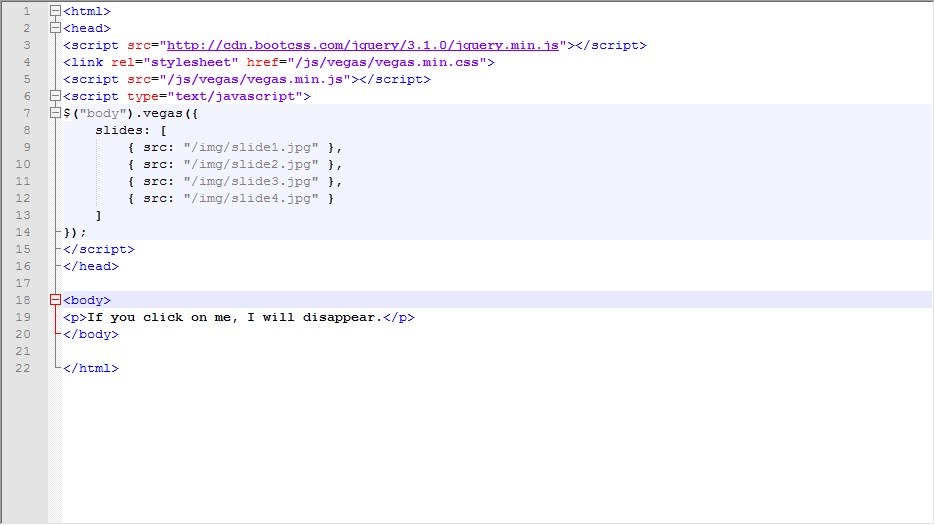 1 <html>
2 <head>
3 <script src="http://cdn.bootcss.com/jquery/3.1.0/jquery.min.js"></script>
4 <link rel="stylesheet" href="/js/vegas/vegas.min.css">
5 <script src="/js/vegas/vegas.min.js"></script>
6 <script type="text/javascript">
7 $("body").vegas({
8     slides: [
9         { src: "/img/slide1.jpg" },
10         { src: "/img/slide2.jpg" },
11         { src: "/img/slide3.jpg" },
12         { src: "/img/slide4.jpg" }
13     ]
14 });
15 </script>
16 </head>
17
18 <body>
19 <p>If you click on me, I will disappear.</p>
20 </body>
21
22 </html>